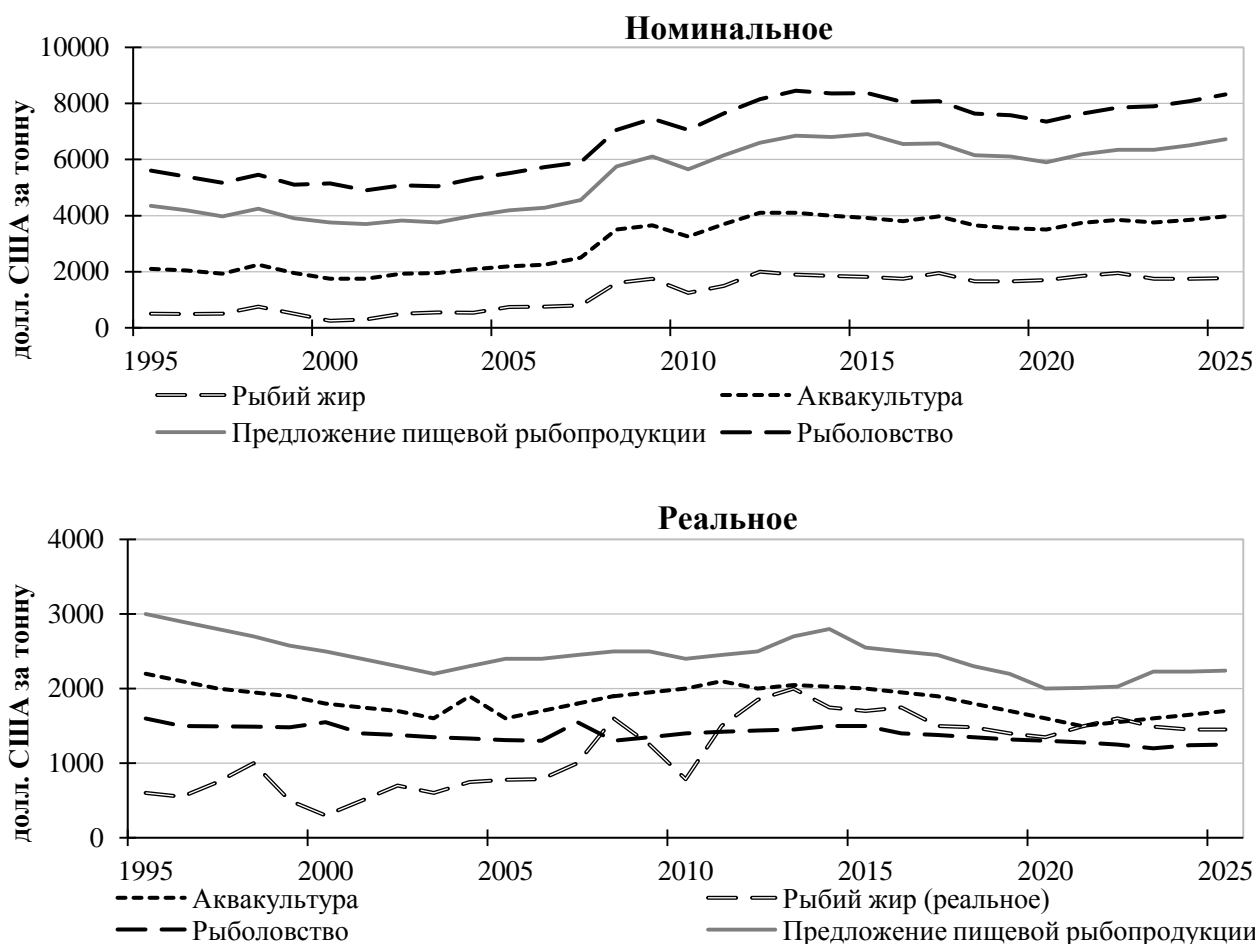 Номинальное
долл. США за тонну
10000
8000
6000
4000
2000
0
1995 2000 2005 2010 2015 2020 2025
Рыбий жир Аквакультура
Предложение пищевой рыбопродукции Рыболовство
Реальное
долл. США за тонну
4000
3000
2000
1000
0
1995 2000 2005 2010 2015 2020 2025
Аквакультура Рыбий жир (реальное)
Рыболовство Предложение пищевой рыбопродукции